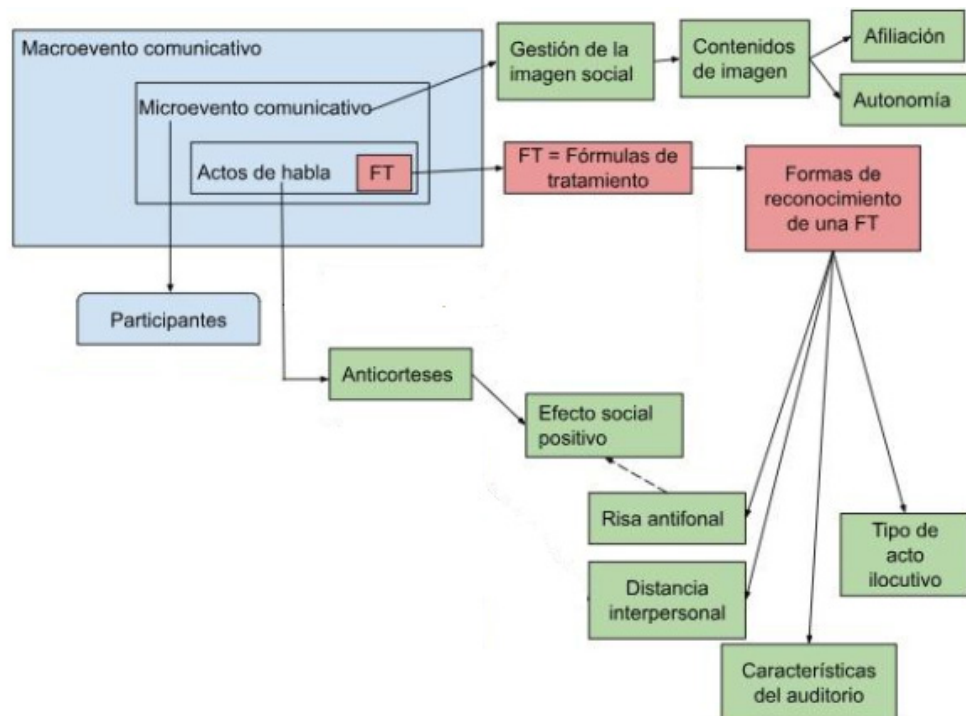 Macroevento comunicativo
Microevento comunicativo
Actos de habla
FT
Participantes
Gestión de la
imagen social
Contenidos
de imagen
Afiliación
Autonomía
FT = Fórmulas de
tratamiento
Formas de
reconocimiento
de una FT
Anticorteses
Efecto social
positivo
Risa antifonal
Distancia
interpersonal
Tipo de
acto
ilocutivo
Características
del auditorio